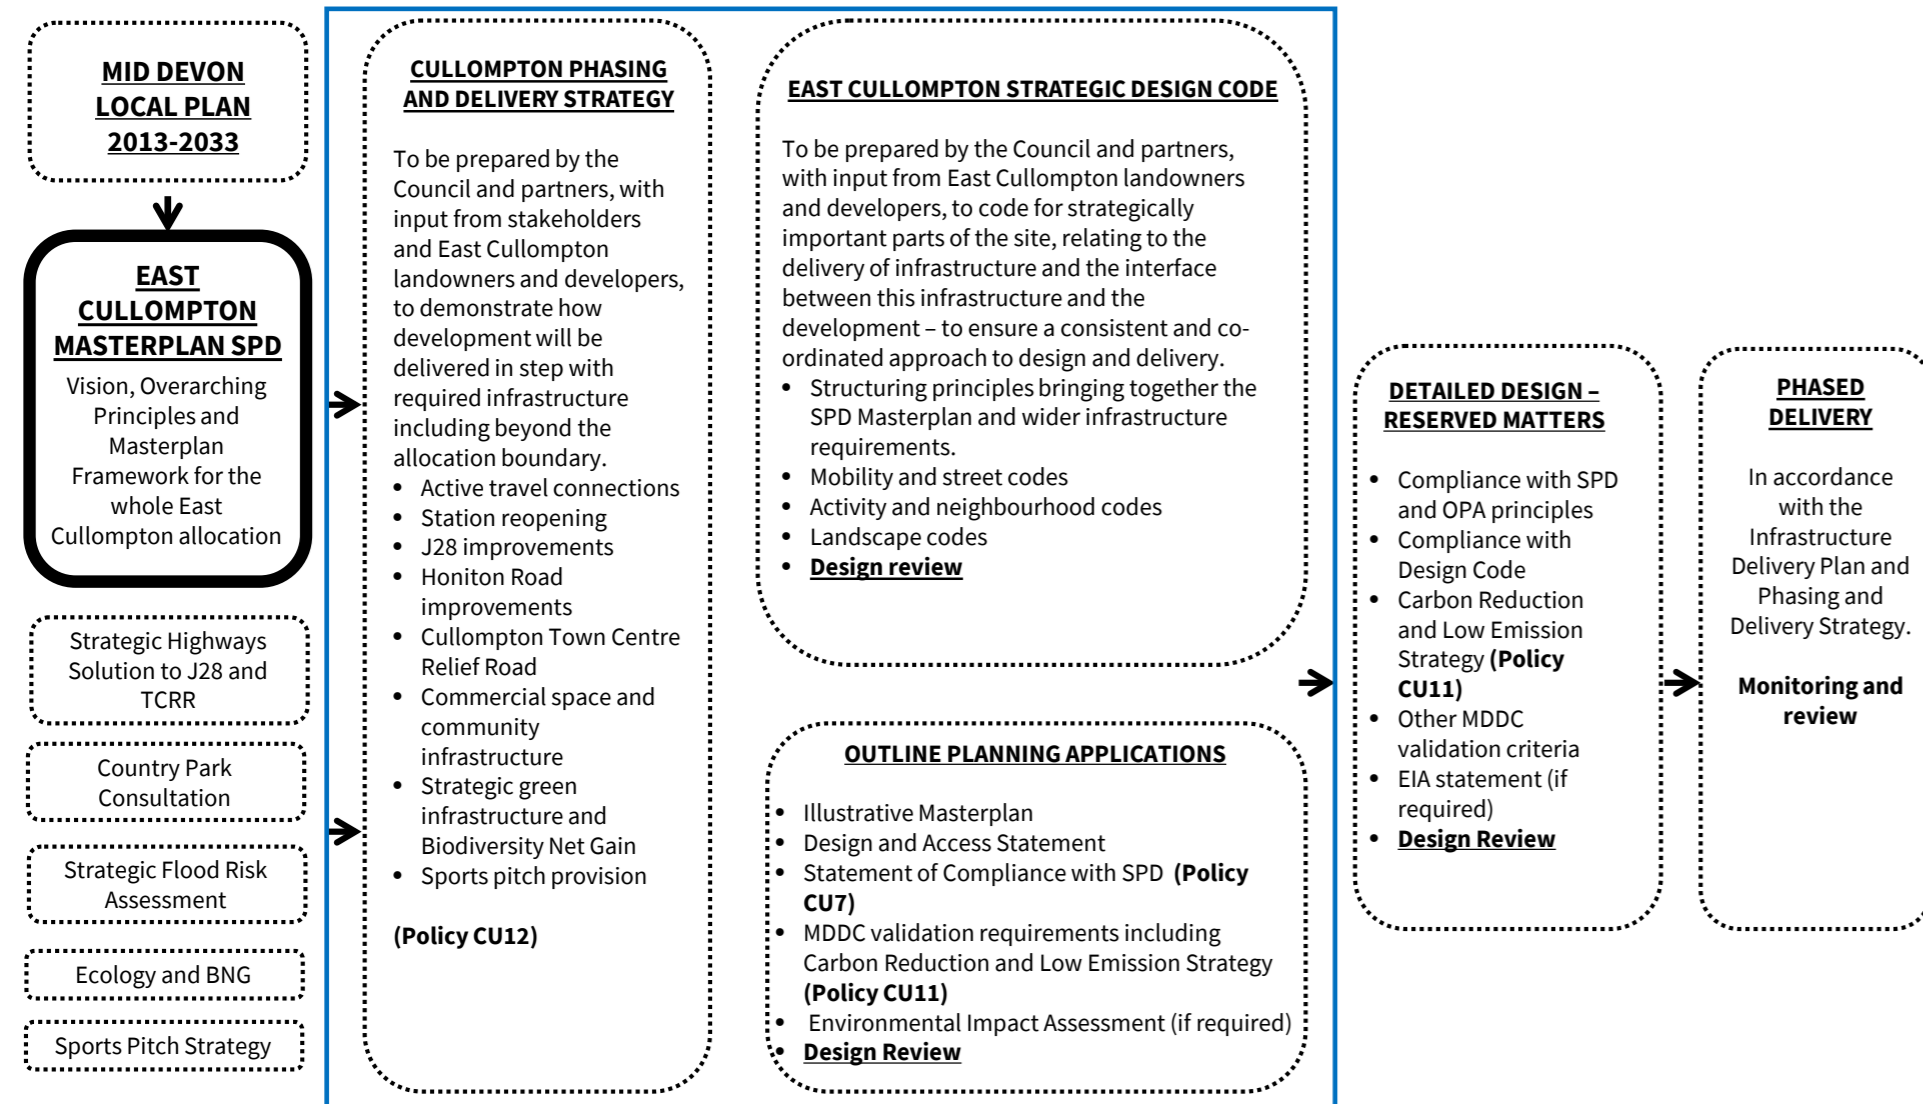 MID DEVON
LOCAL PLAN
2013-2033
EAST
CULLOMPTON
MASTERPLAN SPD
Vision, Overarching
Principles and
Masterplan
Framework for the
whole East
Cullompton allocation
Strategic Highways
Solution to J28 and
TCRR
Country Park
Consultation
Strategic Flood Risk
Assessment
Ecology and BNG
Sports Pitch Strategy
CULLOMPTON PHASING
AND DELIVERY STRATEGY
To be prepared by the
Council and partners, with
input from stakeholders
and East Cullompton
landowners and developers,
to demonstrate how
development will be
delivered in step with
required infrastructure
including beyond the
allocation boundary.
• Active travel connections
• Station reopening
• J28 improvements
• Honiton Road
improvements
• Cullompton Town Centre
Relief Road
• Commercial space and
community
infrastructure
• Strategic green
infrastructure and
Biodiversity Net Gain
• Sports pitch provision
(Policy CU12)
EAST CULLOMPTON STRATEGIC DESIGN CODE
To be prepared by the Council and partners,
with input from East Cullompton landowners
and developers, to code for strategically
important parts of the site, relating to the
delivery of infrastructure and the interface
between this infrastructure and the
development – to ensure a consistent and co-
ordinated approach to design and delivery.
• Structuring principles bringing together the
SPD Masterplan and wider infrastructure
requirements.
• Mobility and street codes
• Activity and neighbourhood codes
• Landscape codes
• Design review
OUTLINE PLANNING APPLICATIONS
• Illustrative Masterplan
• Design and Access Statement
• Statement of Compliance with SPD (Policy
CU7)
• MDDC validation requirements including
Carbon Reduction and Low Emission Strategy
(Policy CU11)
• Environmental Impact Assessment (if required)
• Design Review
DETAILED DESIGN –
RESERVED MATTERS
• Compliance with SPD
and OPA principles
• Compliance with
Design Code
• Carbon Reduction
and Low Emission
Strategy (Policy
CU11)
• Other MDDC
validation criteria
• EIA statement (if
required)
• Design Review
PHASED
DELIVERY
In accordance
with the
Infrastructure
Delivery Plan and
Phasing and
Delivery Strategy.
Monitoring and
review